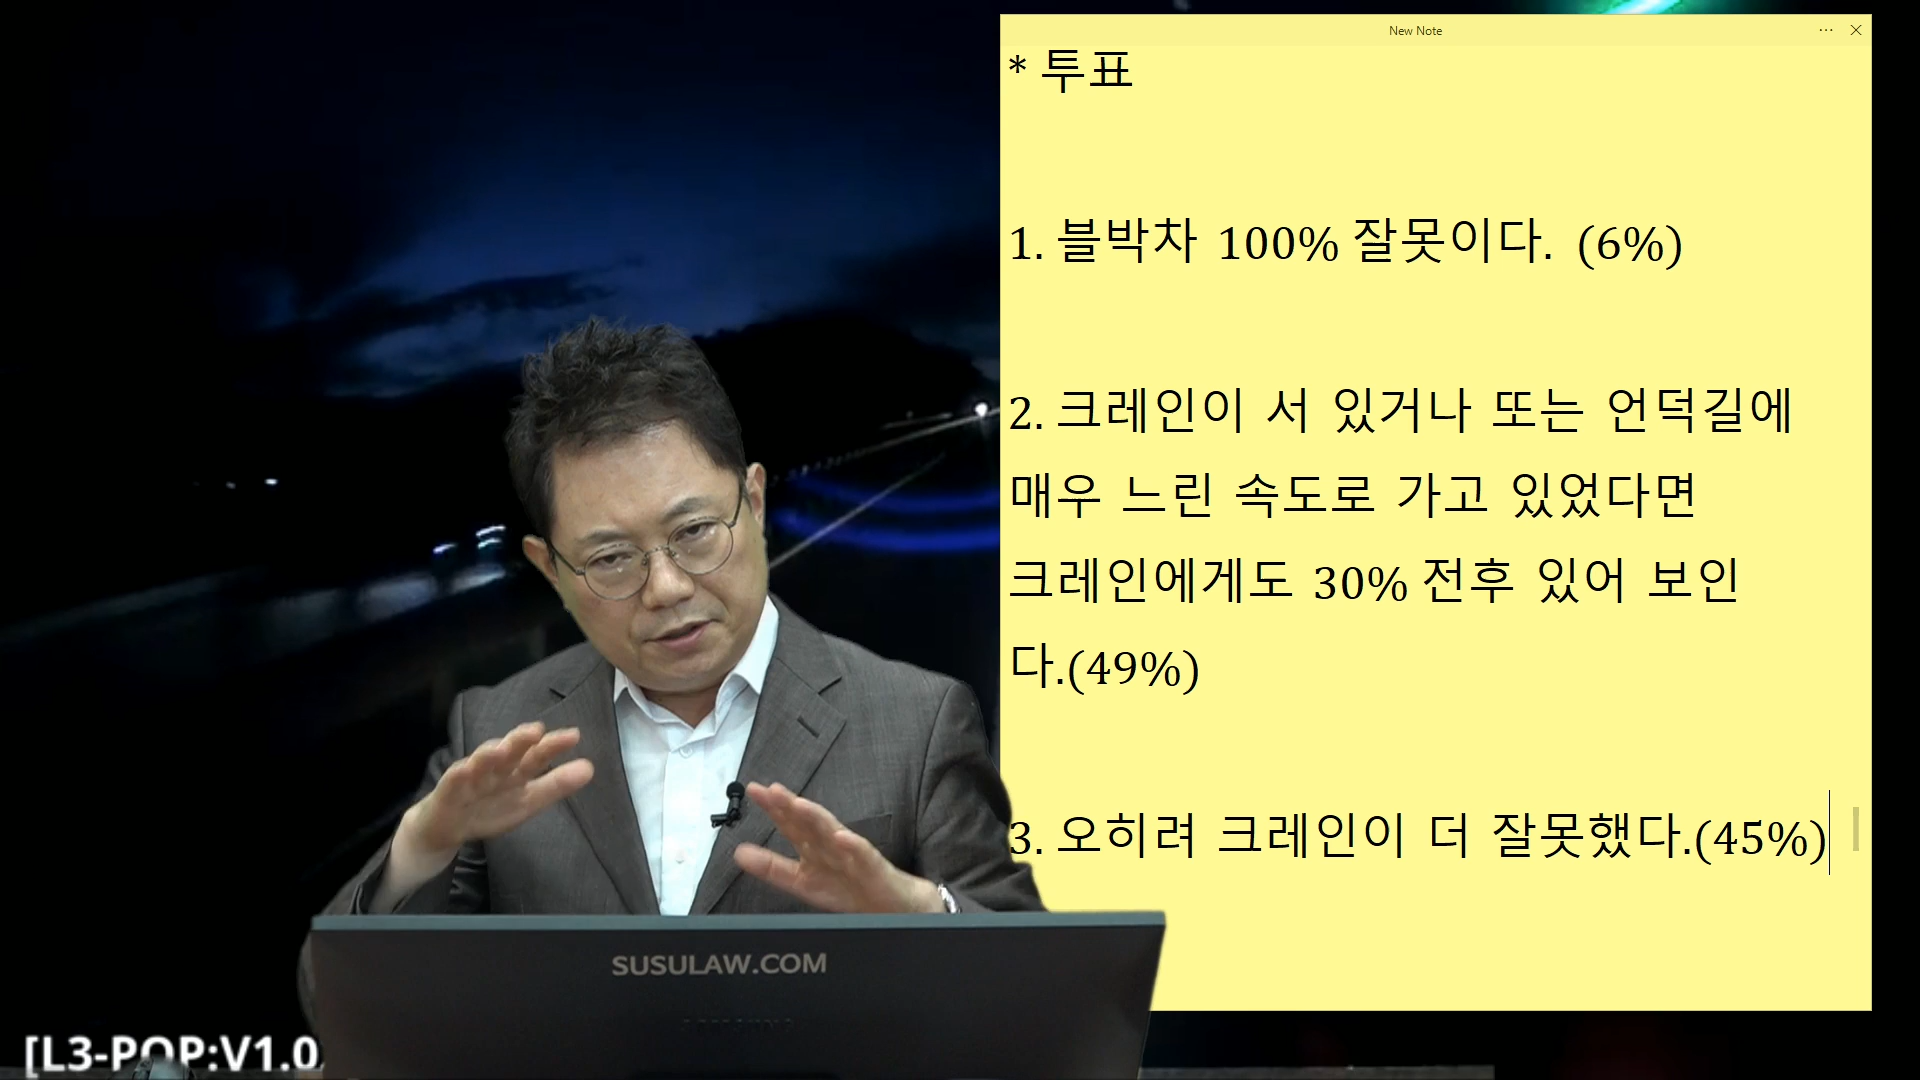 New Note
* 투표
1. 블박차 100% 잘못이다. (6%)
2. 크레인이 서 있거나 또는 언덕길에
매우 느린 속도로 가고 있었다면
크레인에게도 30% 전후 있어 보인
다.(49%)
3. 오히려 크레인이 더 잘못했다.(45%)
SUSULAW.COM
[L3-POP:V1.0